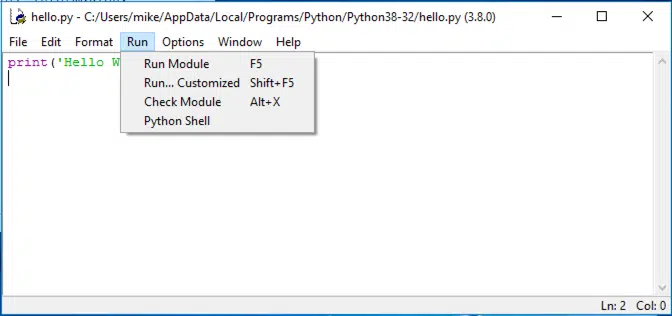 hello.py - C:/Users/mike/AppData/Local/Programs/Python/Python38-32/hello.py (3.8.0)
File Edit Format Run Options Window Help
print('Hello W
Run Module F5
Run... Customized Shift+F5
Check Module Alt+X
Python Shell
Ln: 2 Col: 0